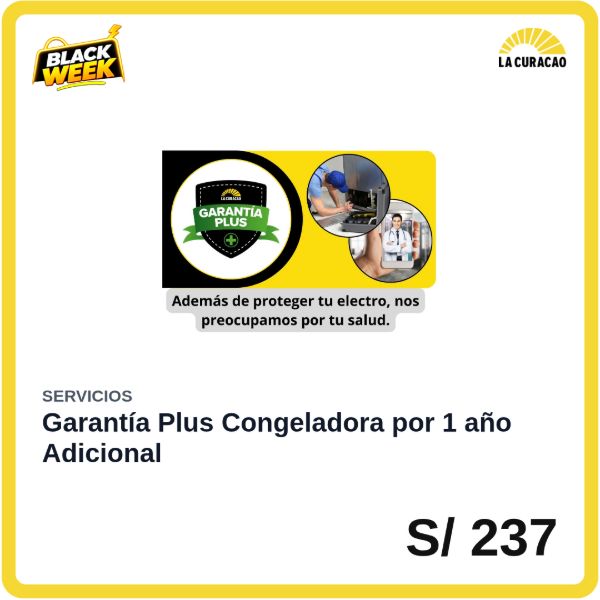 BLACK
WEEK
LA CURACAO
LA CURACAO
GARANTÍA
PLUS
Además de proteger tu electro, nos
preocupamos por tu salud.
SERVICIOS
Garantía Plus Congeladora por 1 año
Adicional
S/ 237